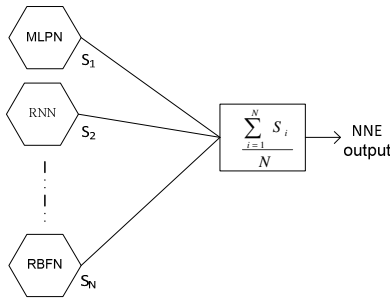 MLPN
S1
RNN
S2
N
∑ Si
i=1
N
NNE
output
RBFN
SN